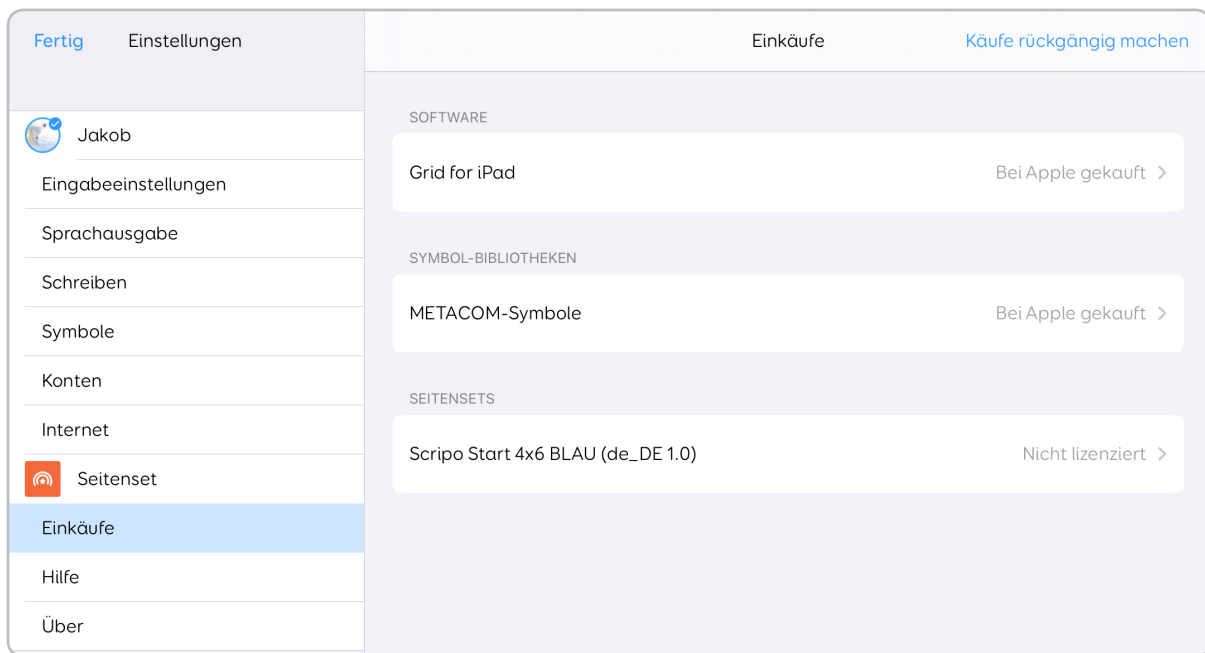 Fertig Einstellungen
Einkäufe Käufe rückgängig machen
Jakob
Eingabeeinstellungen
Sprachausgabe
Schreiben
Symbole
Konten
Internet
Seitenset
Einkäufe
Hilfe
Über
SOFTWARE
Grid for iPad Bei Apple gekauft
SYMBOL-BIBLIOTHEKEN
METACOM-Symbole Bei Apple gekauft
SEITENSETS
Scripo Start 4x6 BLAU (de_DE 1.0) Nicht lizenziert